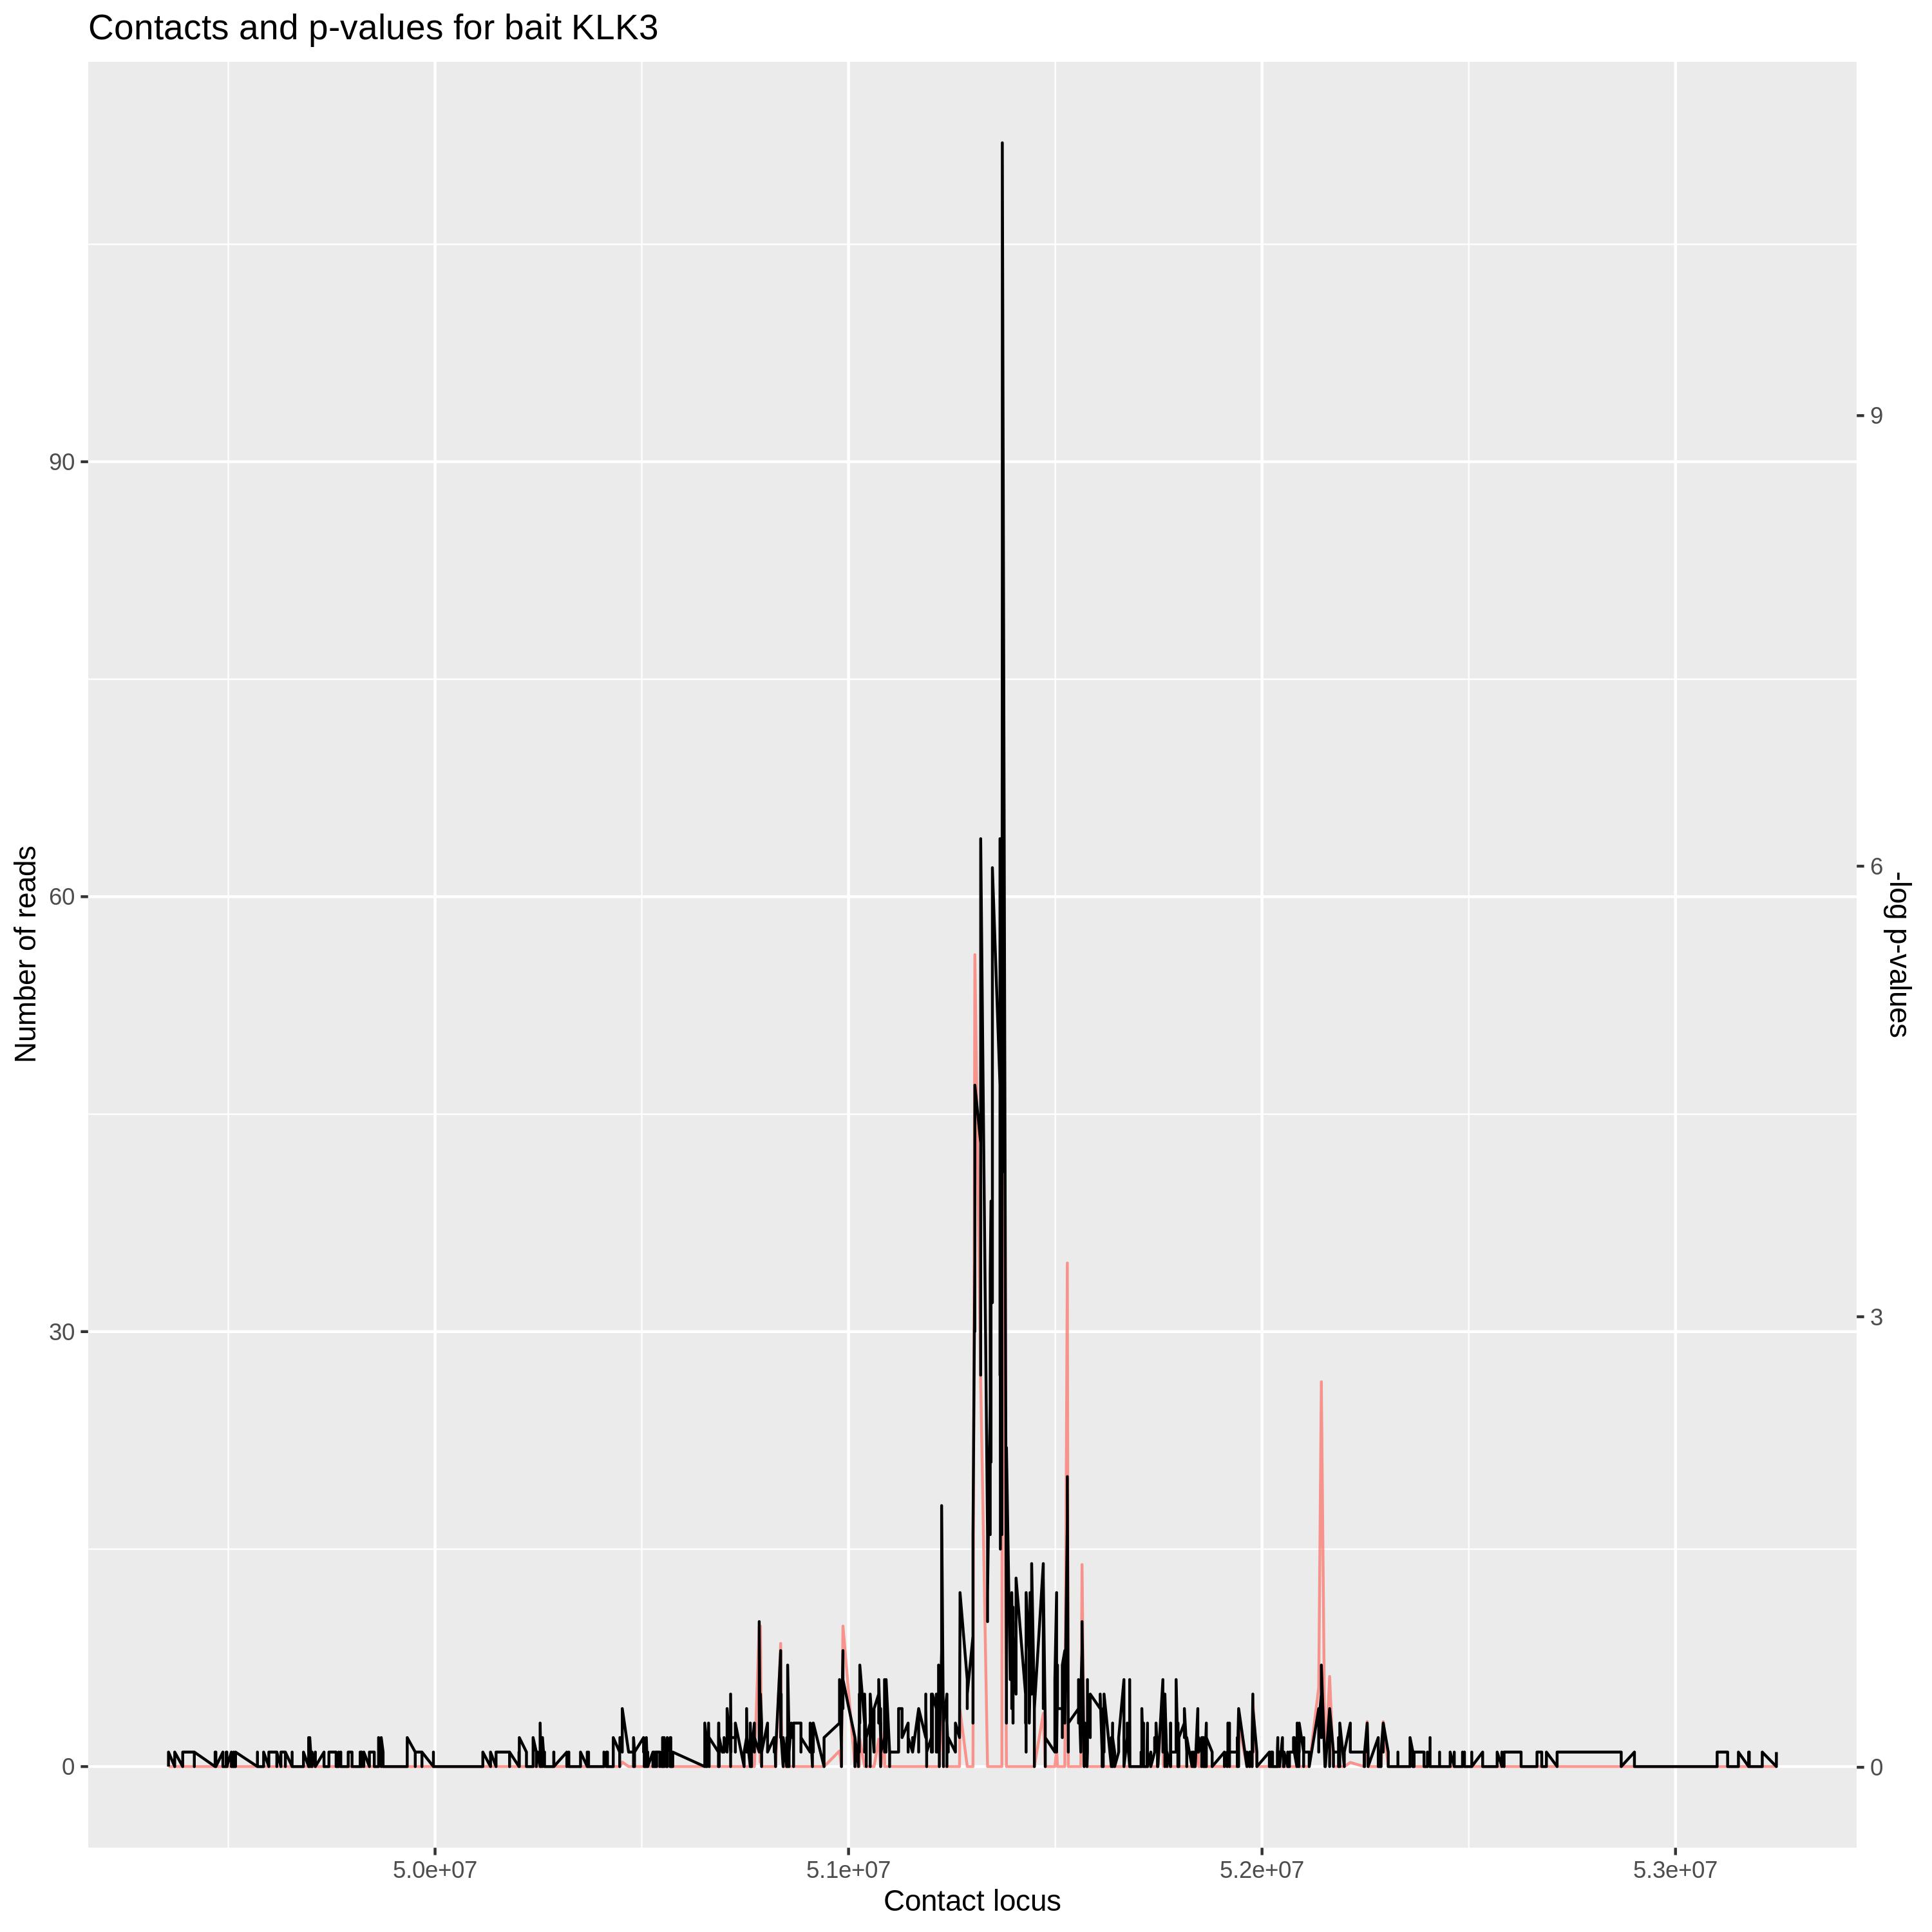 Contacts and p-values for bait KLK3
90
60
30
0
9
6
3
0
Number of reads
-log p-values
5.0e+07 5.1e+07 5.2e+07 5.3e+07
Contact locus